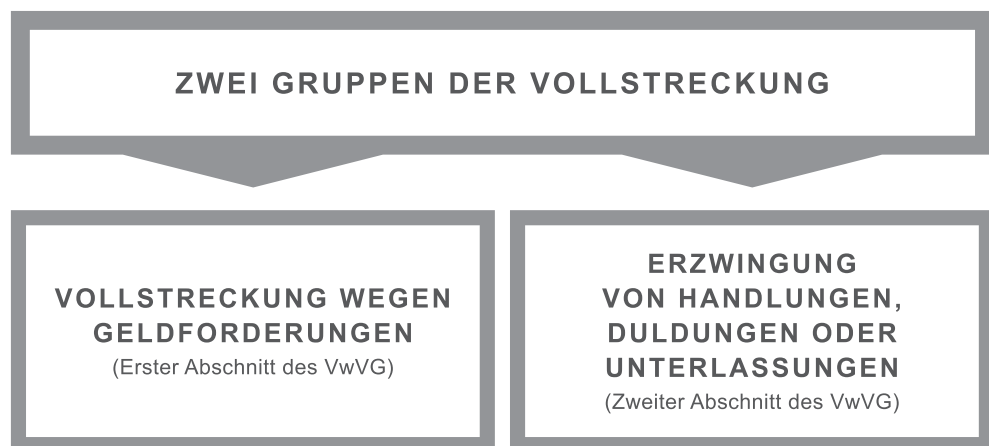 ZWEI GRUPPEN DER VOLLSTRECKUNG
VOLLSTRECKUNG WEGEN
GELDFORDERUNGEN
(Erster Abschnitt des VwVG)
ERZWINGUNG
VON HANDLUNGEN,
DULDUNGEN ODER
UNTERLASSUNGEN
(Zweiter Abschnitt des VwVG)